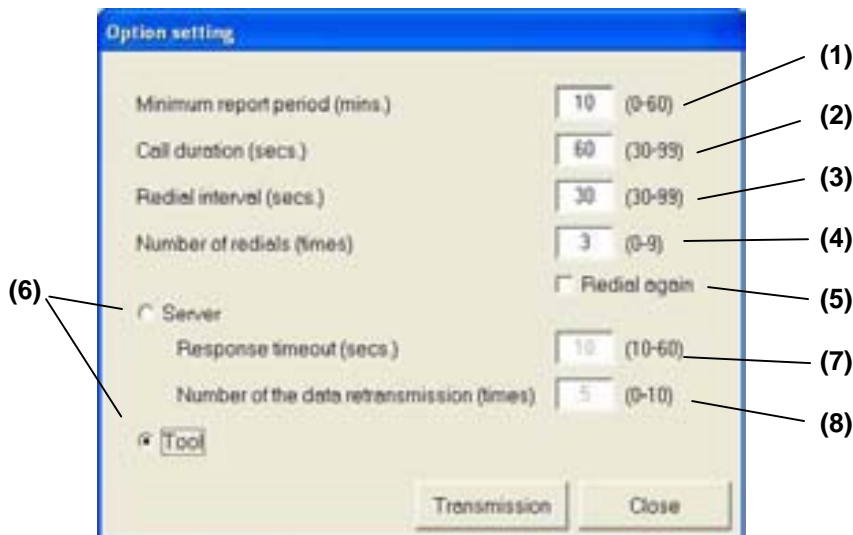 Option setting
(1)
Minimum report period (mins.) 10 (0-60)
(2)
Call duration (secs.) 60 (30-99)
(3)
Redial interval (secs.) 30 (30-99)
(4)
Number of redials (times) 3 (0-9)
(5)
Redial again
(6)
Server
Response timeout (secs.) 10 (10-60)
(7)
Number of the data retransmission (times) 5 (0-10)
(8)
Tool
Transmission Close